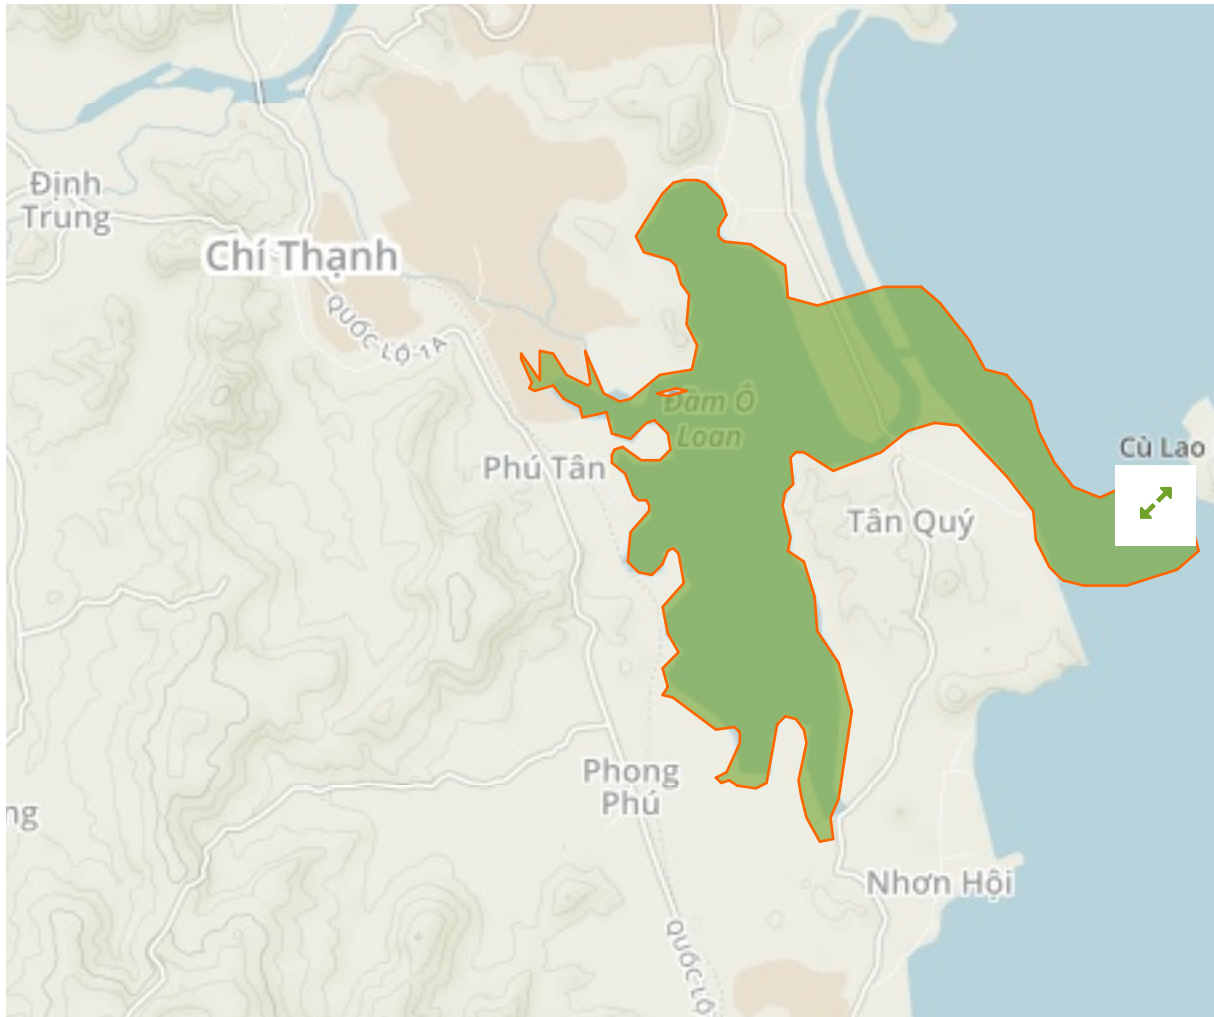 Định
Trung
Chí Thạnh
QUỐC LỘ 1A
Đầm Ô
Loan
Cù Lao
Phú Tân
Tân Quý
Phong
Phú
ng
Nhơn Hội
QUỐC LỘ